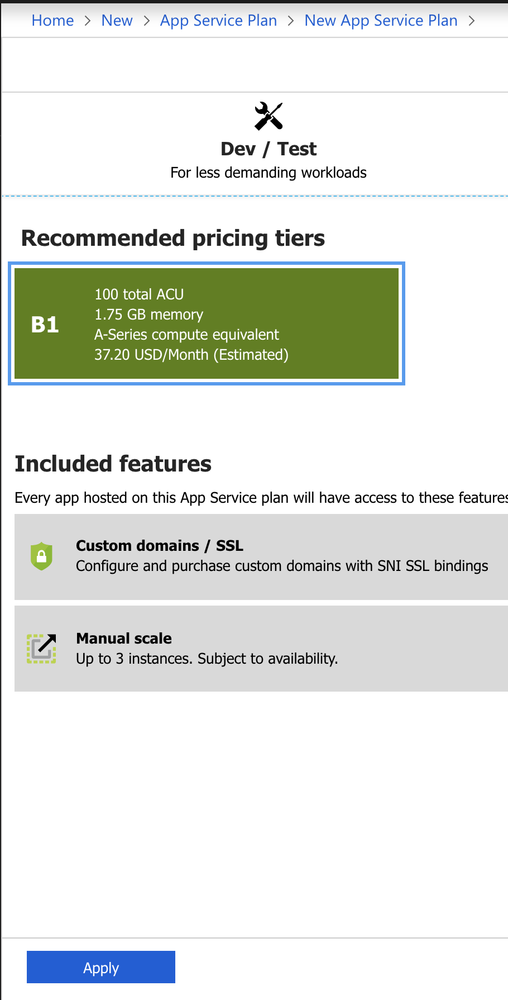 Home > New > App Service Plan > New App Service Plan >
Dev / Test
For less demanding workloads
Recommended pricing tiers
B1
100 total ACU
1.75 GB memory
A-Series compute equivalent
37.20 USD/Month (Estimated)
Included features
Every app hosted on this App Service plan will have access to these features
Custom domains / SSL
Configure and purchase custom domains with SNI SSL bindings
Manual scale
Up to 3 instances. Subject to availability.
Apply